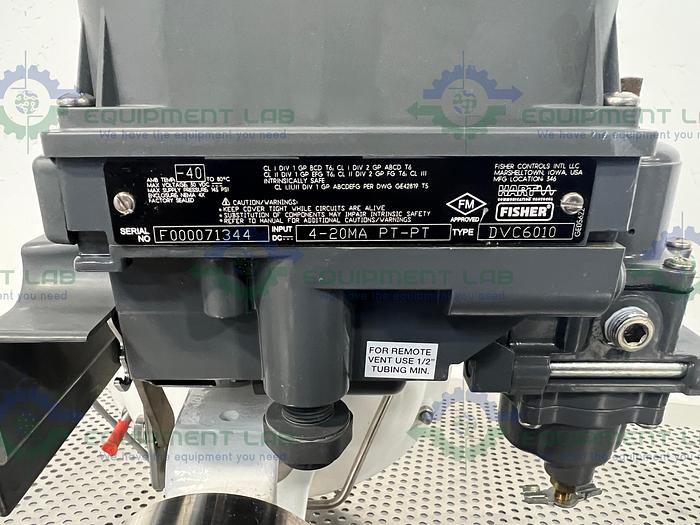 AMB TEMP. -40 TO 80°C
MAX VOLTAGE: 30 VDC
MAX SUPPLY PRESSURE: 145 PSI
ENCLOSURE: NEMA 4X
FACTORY SEALED
CL I DIV 1 GP BCD T6, CL I DIV 2 GP ABCD T6
CL II DIV 1 GP EFG T6, CL II DIV 2 GP FG T6, CL III
INTRINSICALLY SAFE
CL I,II,III DIV 1 GP ABCDEFG PER DWG GE42819 T5
⚠ CAUTION/WARNINGS:
•KEEP COVER TIGHT WHILE CIRCUITS ARE ALIVE
•SUBSTITUTION OF COMPONENTS MAY IMPAIR INTRINSIC SAFETY
•REFER TO MANUAL FOR ADDITIONAL CAUTIONS/WARNINGS
FM
APPROVED
FISHER CONTROLS INTL LLC
MARSHALLTOWN, IOWA, USA
MFG LOCATION: 346
HART
COMMUNICATION PROTOCOL
FISHER
SERIAL NO F000071344 INPUT DC 4-20MA PT-PT TYPE DVC6010
FOR REMOTE
VENT USE 1/2"
TUBING MIN.
EQUIPMENT LAB
We have the equipment you need